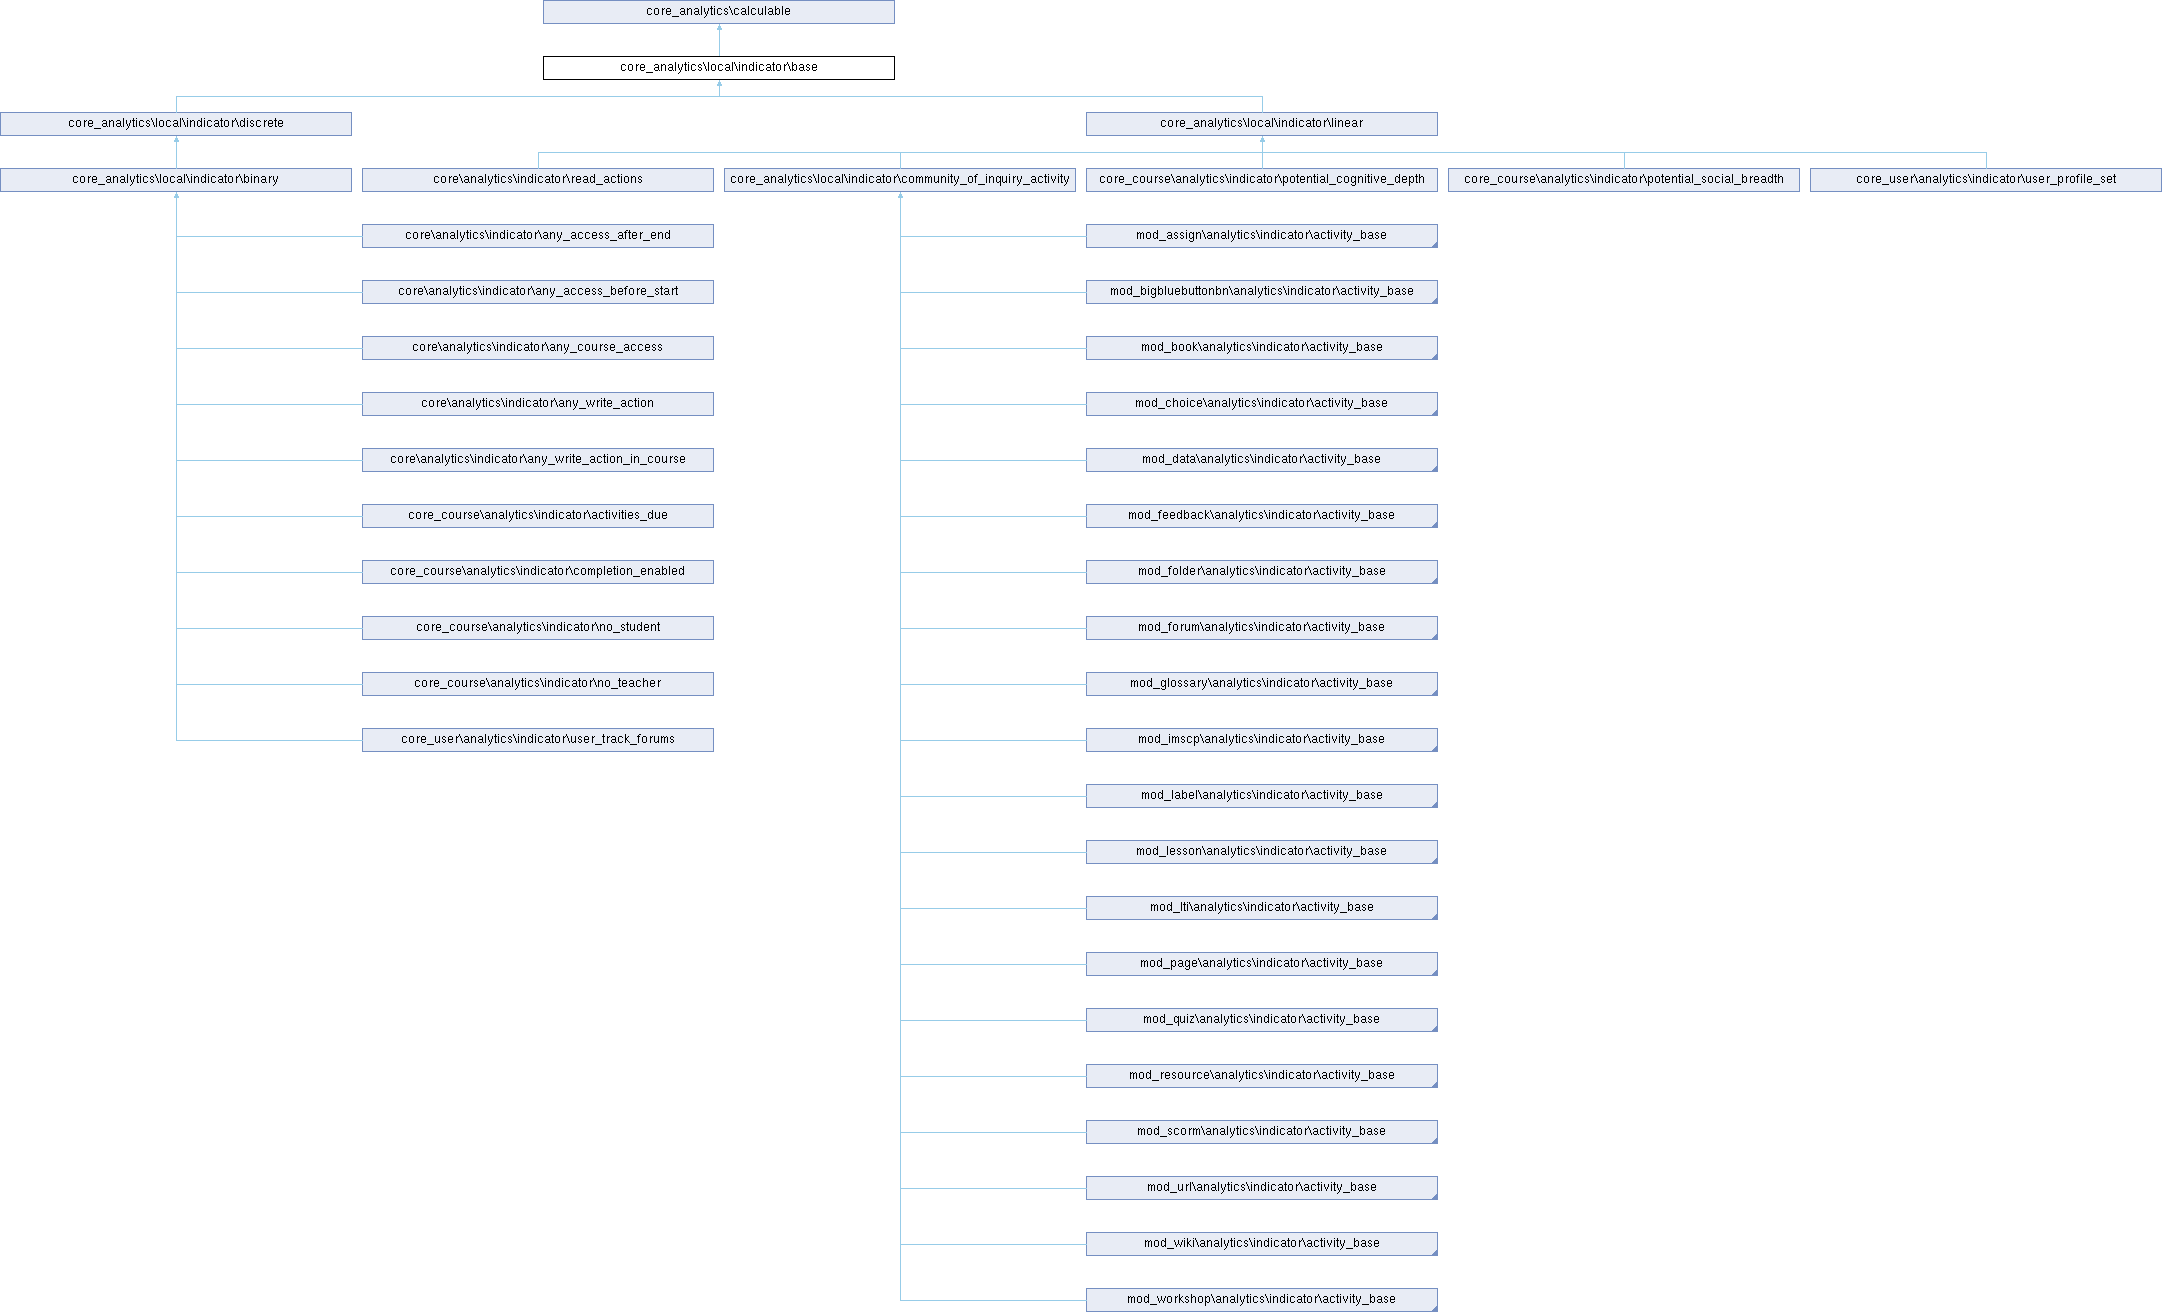 core_analytics\calculable
core_analytics\local\indicator\base
core_analytics\local\indicator\discrete
core_analytics\local\indicator\linear
core_analytics\local\indicator\binary
core\analytics\indicator\read_actions
core_analytics\local\indicator\community_of_inquiry_activity
core_course\analytics\indicator\potential_cognitive_depth
core_course\analytics\indicator\potential_social_breadth
core_user\analytics\indicator\user_profile_set
core\analytics\indicator\any_access_after_end
mod_assign\analytics\indicator\activity_base
core\analytics\indicator\any_access_before_start
mod_bigbluebuttonbn\analytics\indicator\activity_base
core\analytics\indicator\any_course_access
mod_book\analytics\indicator\activity_base
core\analytics\indicator\any_write_action
mod_choice\analytics\indicator\activity_base
core\analytics\indicator\any_write_action_in_course
mod_data\analytics\indicator\activity_base
core_course\analytics\indicator\activities_due
mod_feedback\analytics\indicator\activity_base
core_course\analytics\indicator\completion_enabled
mod_folder\analytics\indicator\activity_base
core_course\analytics\indicator\no_student
mod_forum\analytics\indicator\activity_base
core_course\analytics\indicator\no_teacher
mod_glossary\analytics\indicator\activity_base
core_user\analytics\indicator\user_track_forums
mod_imscp\analytics\indicator\activity_base
mod_label\analytics\indicator\activity_base
mod_lesson\analytics\indicator\activity_base
mod_lti\analytics\indicator\activity_base
mod_page\analytics\indicator\activity_base
mod_quiz\analytics\indicator\activity_base
mod_resource\analytics\indicator\activity_base
mod_scorm\analytics\indicator\activity_base
mod_url\analytics\indicator\activity_base
mod_wiki\analytics\indicator\activity_base
mod_workshop\analytics\indicator\activity_base